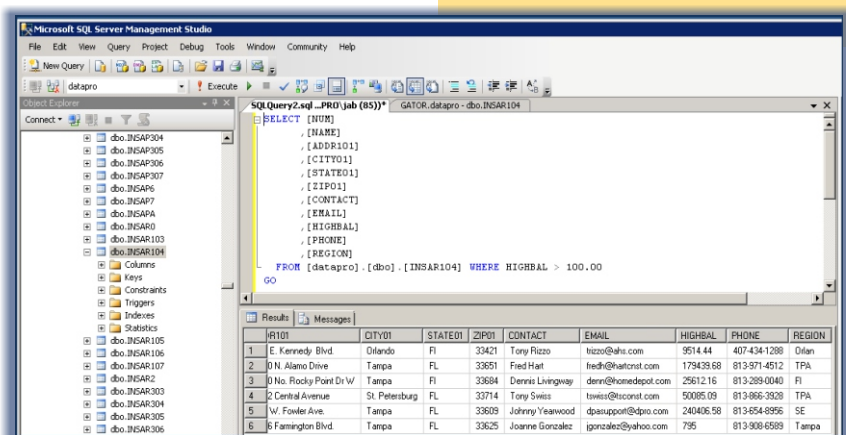 Microsoft SQL Server Management Studio
File Edit View Query Project Debug Tools Window Community Help
New Query
datapro Execute
Object Explorer
SQLQuery2.sql ...PRO\jab (85))* GATOR.datapro - dbo.INSAR104
Connect
dbo.INSAP304
dbo.INSAP305
dbo.INSAP306
dbo.INSAP307
dbo.INSAP6
dbo.INSAP7
dbo.INSAPA
dbo.INSAR0
dbo.INSAR103
dbo.INSAR104
Columns
Keys
Constraints
Triggers
Indexes
Statistics
dbo.INSAR105
dbo.INSAR106
dbo.INSAR107
dbo.INSAR2
dbo.INSAR303
dbo.INSAR304
dbo.INSAR305
dbo.INSAR306
SELECT [NUM]
,[NAME]
,[ADDR101]
,[CITY01]
,[STATE01]
,[ZIP01]
,[CONTACT]
,[EMAIL]
,[HIGHBAL]
,[PHONE]
,[REGION]
FROM [datapro].[dbo].[INSAR104] WHERE HIGHBAL > 100.00
GO
Results Messages
R101 CITY01 STATE01 ZIP01 CONTACT EMAIL HIGHBAL PHONE REGION
1 E. Kennedy Blvd. Orlando Fl 33421 Tony Rizzo trizzo@ahs.com 9514.44 407-434-1288 Orlan
2 0 N. Alamo Drive Tampa FL 33651 Fred Hart fredh@hartcnst.com 179439.68 813-971-4512 TPA
3 0 No. Rocky Point Dr W Tampa Fl 33684 Dennis Livingway denn@homedepot.com 25612.16 813-289-0040 Fl
4 2 Central Avenue St. Petersburg FL 33714 Tony Swiss tswiss@tsconst.com 50085.09 813-866-3928 TPA
5 W. Fowler Ave. Tampa FL 33609 Johnny Yearwood dpasupport@dpro.com 240406.58 813-654-8956 SE
6 6 Farmington Blvd. Tampa FL 33625 Joanne Gonzalez jgonzalez@yahoo.com 795 813-908-6589 Tampa